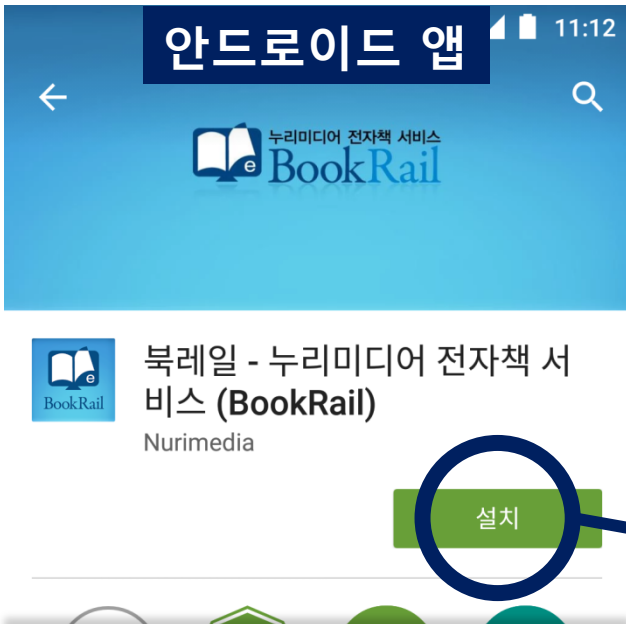 안드로이드 앱
11:12
누리미디어 전자책 서비스
e
BookRail
e
BookRail
북레일 - 누리미디어 전자책 서
비스 (BookRail)
Nurimedia
설치